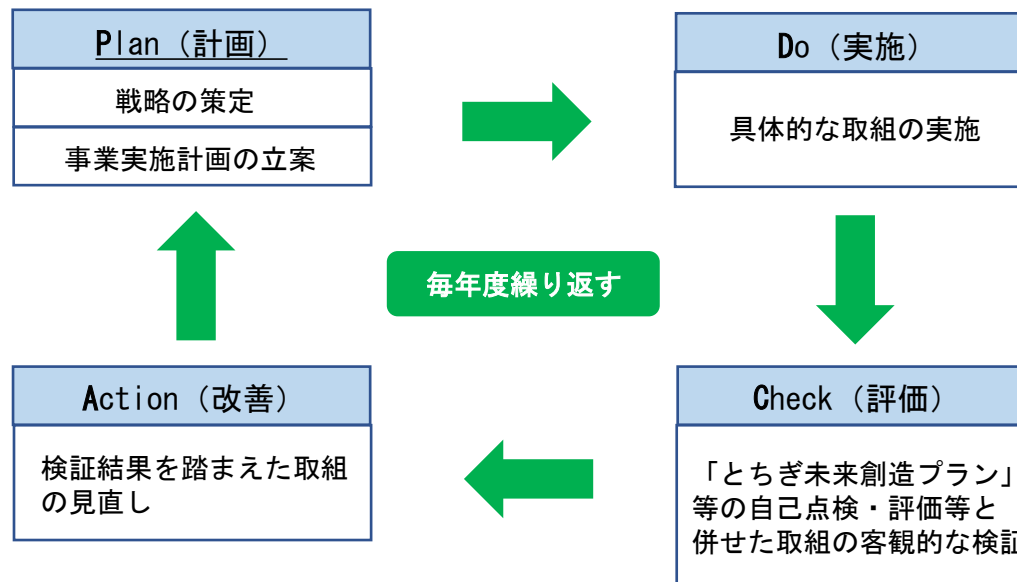 Plan（計画）
戦略の策定
事業実施計画の立案
Do（実施）
具体的な取組の実施
毎年度繰り返す
Action（改善）
検証結果を踏まえた取組
の見直し
Check（評価）
「とちぎ未来創造プラン」
等の自己点検・評価等と
併せた取組の客観的な検証